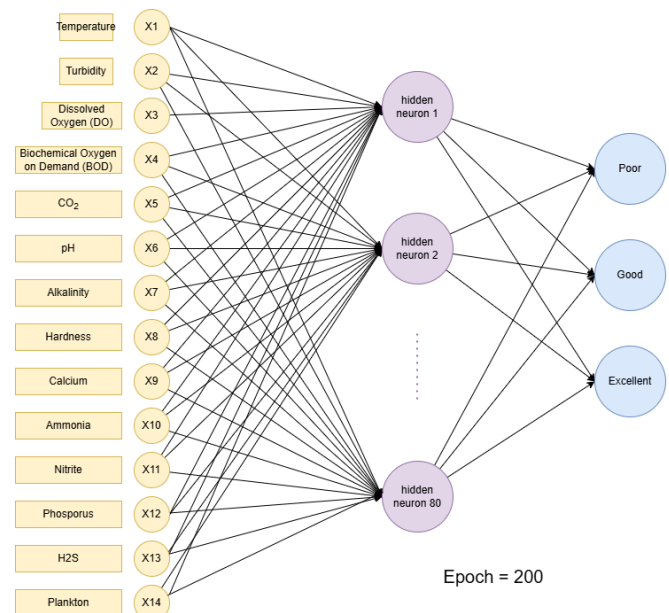 Temperature
X1
Turbidity
X2
Dissolved
Oxygen (DO)
X3
Biochemical Oxygen
on Demand (BOD)
X4
CO2
X5
pH
X6
Alkalinity
X7
Hardness
X8
Calcium
X9
Ammonia
X10
Nitrite
X11
Phosporus
X12
H2S
X13
Plankton
X14
hidden
neuron 1
hidden
neuron 2
hidden
neuron 80
Poor
Good
Excellent
Epoch = 200